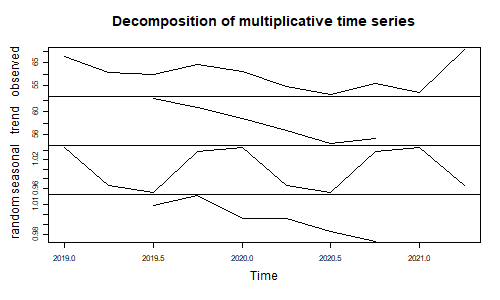 Decomposition of multiplicative time series
observed
65
55
trend
60
56
seasonal
1.02
0.96
random
1.01
0.98
2019.0 2019.5 2020.0 2020.5 2021.0
Time